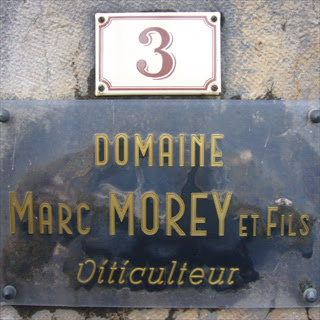 3
DOMAINE
MARC MOREY ET FILS
Viticulteur